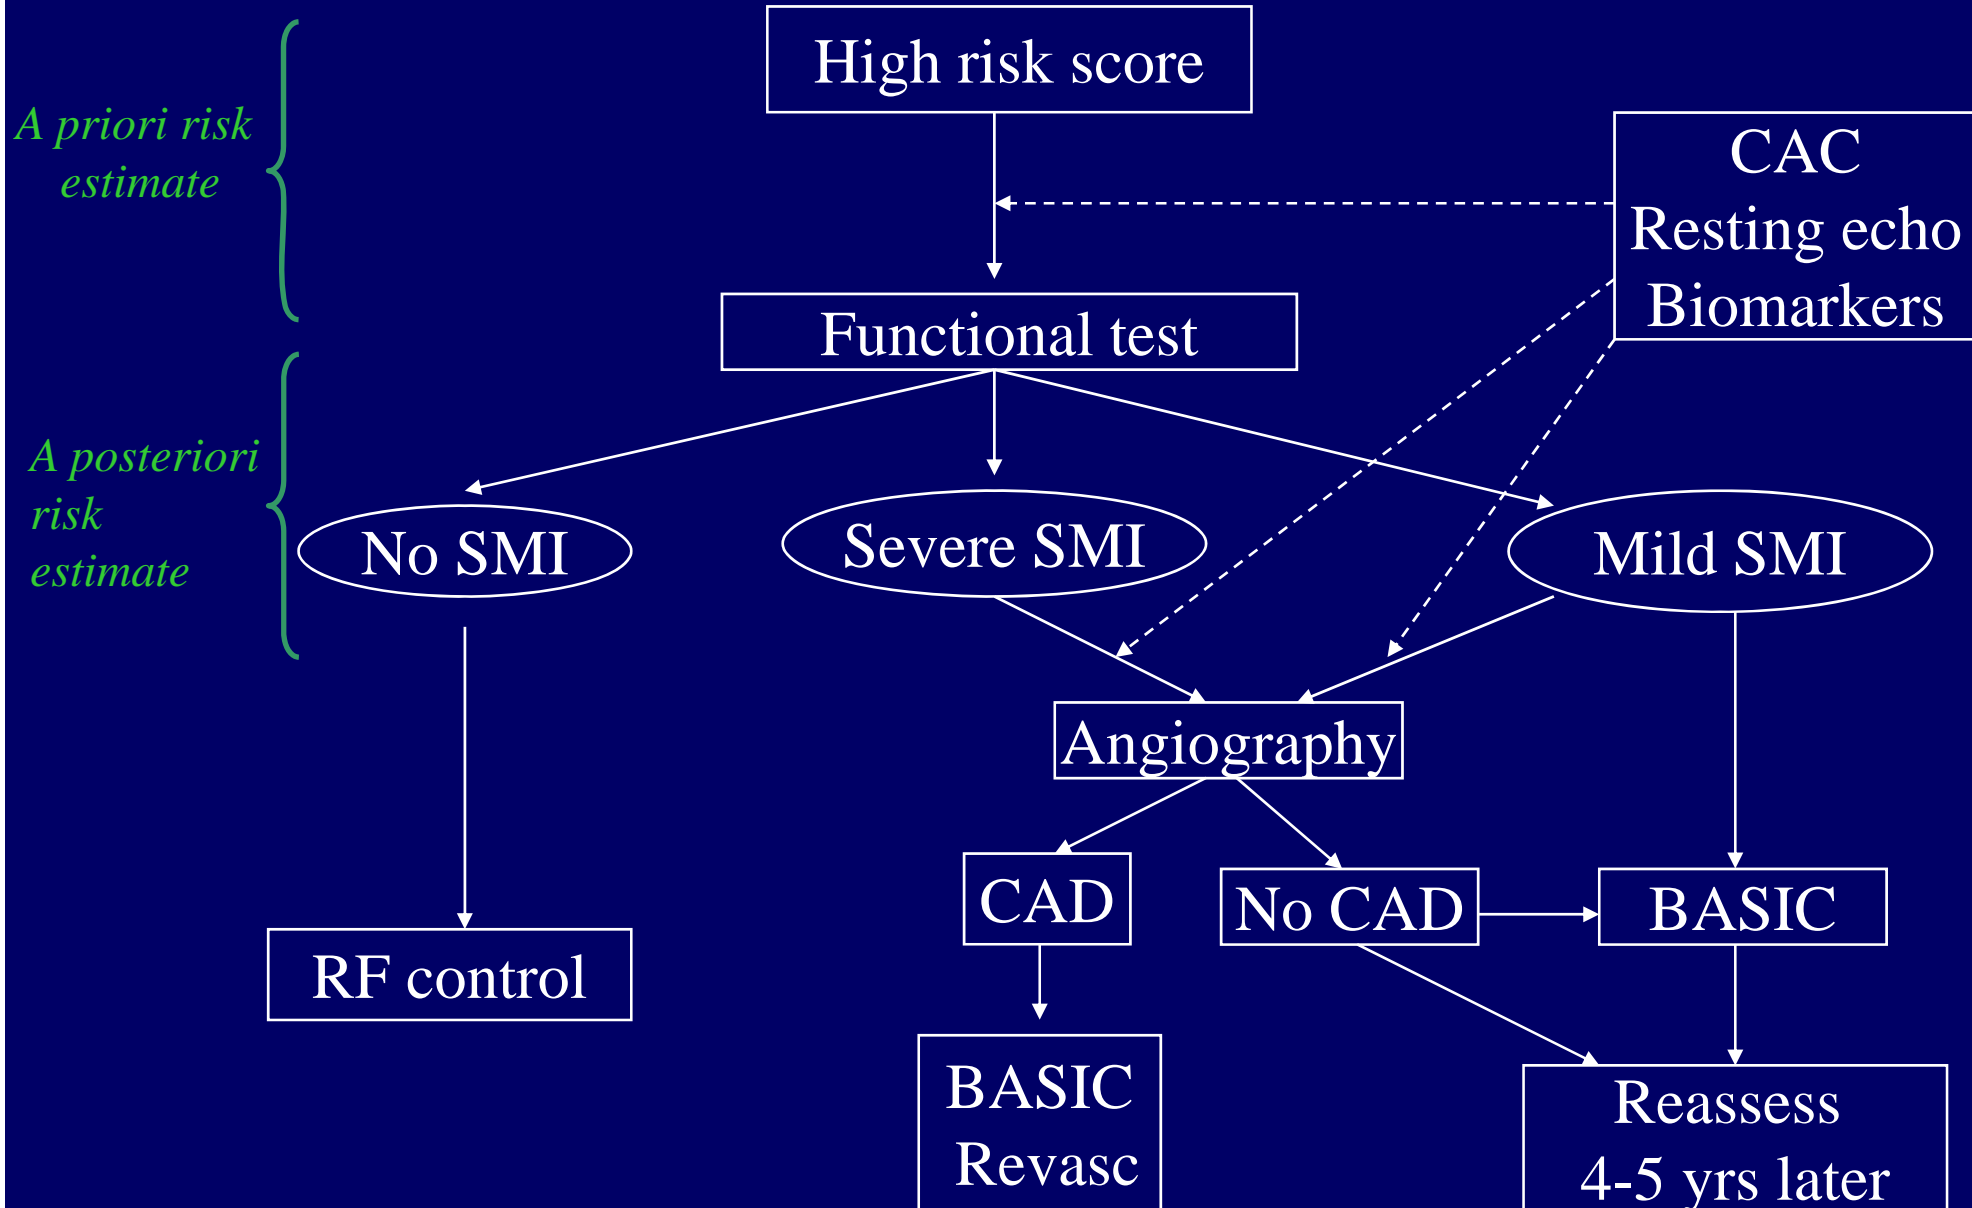 High risk score
A priori risk
estimate
CAC
Resting echo
Biomarkers
Functional test
A posteriori
risk
estimate
No SMI
Severe SMI
Mild SMI
Angiography
CAD
No CAD
BASIC
RF control
BASIC
Revasc
Reassess
4-5 yrs later